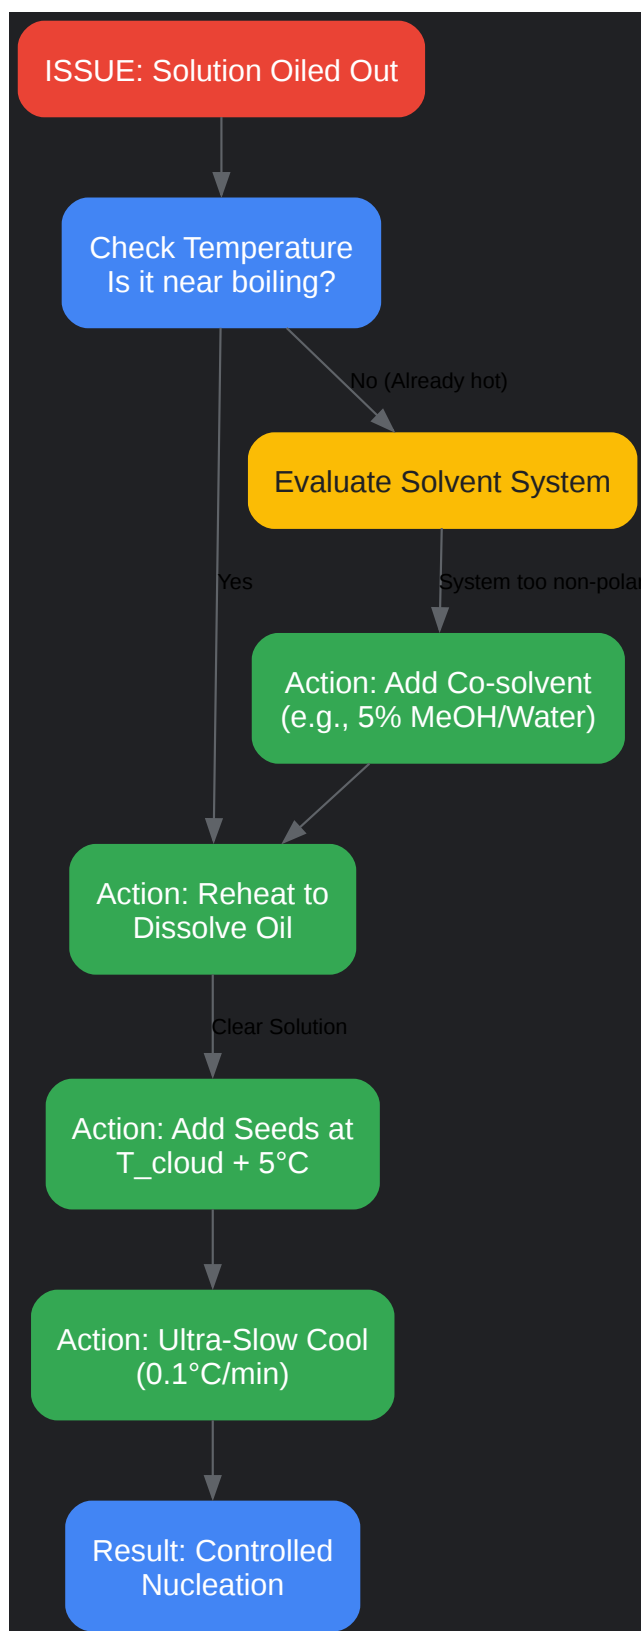 ISSUE: Solution Oiled Out
Check Temperature
Is it near boiling?
No (Already hot)
Evaluate Solvent System
Yes
System too non-polar
Action: Add Co-solvent
(e.g., 5% MeOH/Water)
Action: Reheat to
Dissolve Oil
Clear Solution
Action: Add Seeds at
T_cloud + 5°C
Action: Ultra-Slow Cool
(0.1°C/min)
Result: Controlled
Nucleation